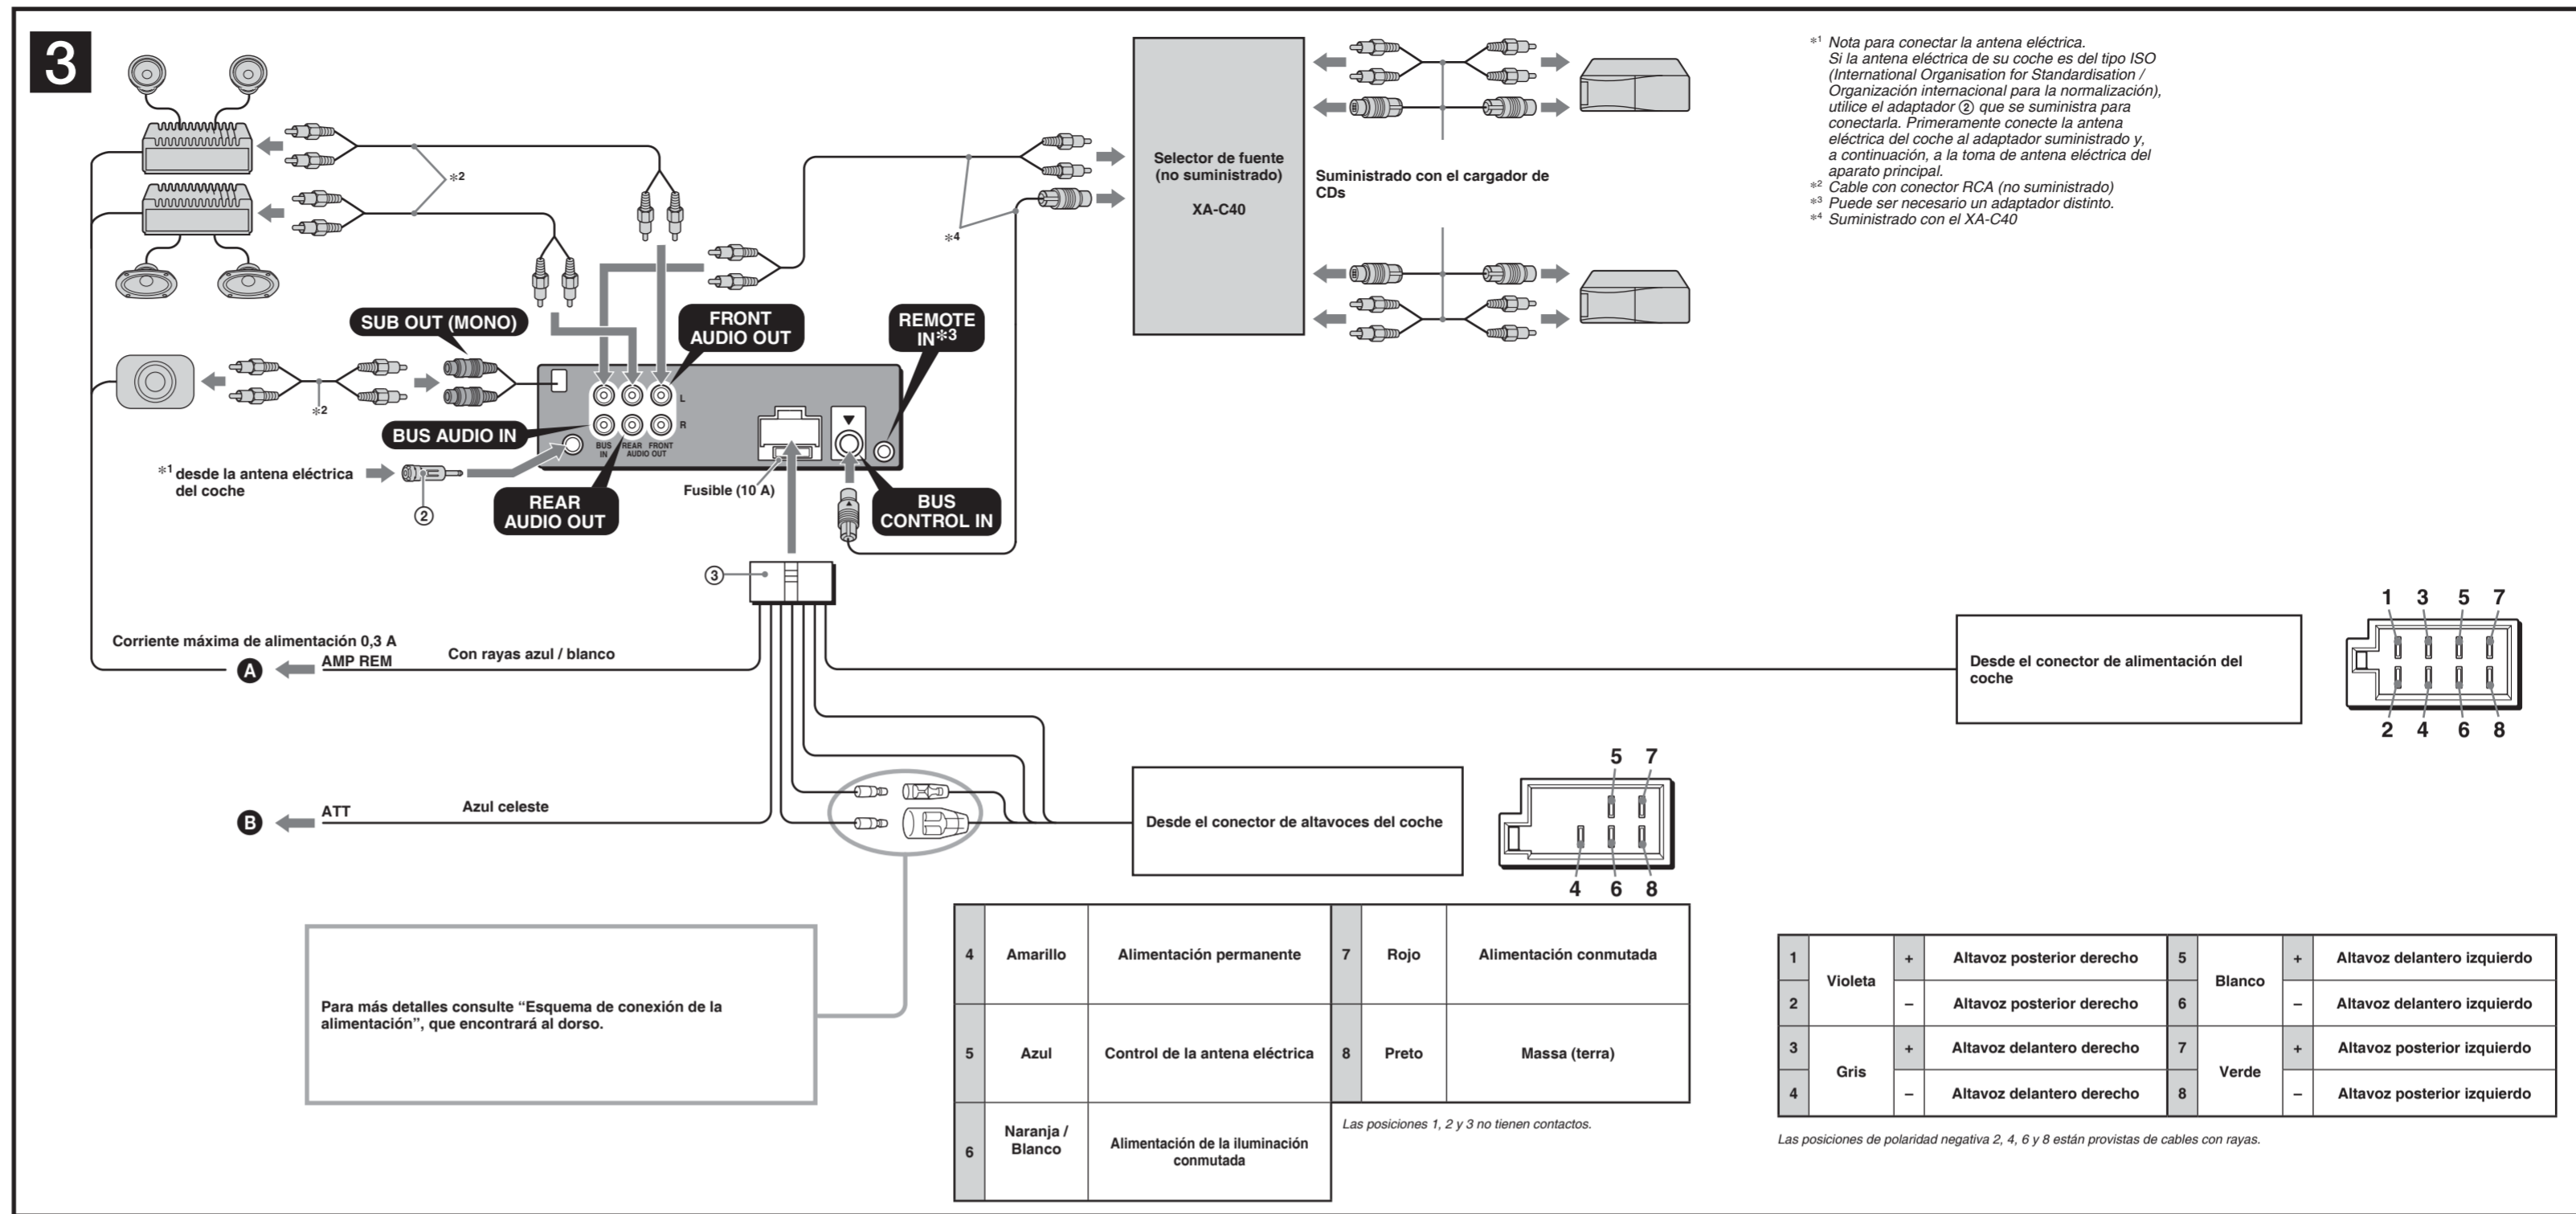 3
*1 Nota para conectar la antena eléctrica.
Si la antena eléctrica de su coche es del tipo ISO
(International Organisation for Standardisation /
Organización internacional para la normalización),
utilice el adaptador ② que se suministra para
conectarla. Primeramente conecte la antena
eléctrica del coche al adaptador suministrado y,
a continuación, a la toma de antena eléctrica del
aparato principal.
*2 Cable con conector RCA (no suministrado)
*3 Puede ser necesario un adaptador distinto.
*4 Suministrado con el XA-C40
Selector de fuente
(no suministrado)
XA-C40
Suministrado con el cargador de
CDs
*2
*4
SUB OUT (MONO)
FRONT
AUDIO OUT
REMOTE
IN*3
*2
BUS AUDIO IN
L
R
BUS
IN
REAR FRONT
AUDIO OUT
*1 desde la antena eléctrica
del coche
②
REAR
AUDIO OUT
Fusible (10 A)
BUS
CONTROL IN
③
Corriente máxima de alimentación 0,3 A
A
AMP REM
Con rayas azul / blanco
Desde el conector de alimentación del
coche
1 3 5 7
2 4 6 8
B
ATT
Azul celeste
Desde el conector de altavoces del coche
5 7
4 6 8
Para más detalles consulte “Esquema de conexión de la
alimentación”, que encontrará al dorso.
4 Amarillo Alimentación permanente 7 Rojo Alimentación conmutada
5 Azul Control de la antena eléctrica 8 Preto Massa (terra)
6 Naranja /
Blanco
Alimentación de la iluminación
conmutada
Las posiciones 1, 2 y 3 no tienen contactos.
1 Violeta + Altavoz posterior derecho 5 Blanco + Altavoz delantero izquierdo
2 – Altavoz posterior derecho 6 – Altavoz delantero izquierdo
3 Gris + Altavoz delantero derecho 7 Verde + Altavoz posterior izquierdo
4 – Altavoz delantero derecho 8 – Altavoz posterior izquierdo
Las posiciones de polaridad negativa 2, 4, 6 y 8 están provistas de cables con rayas.